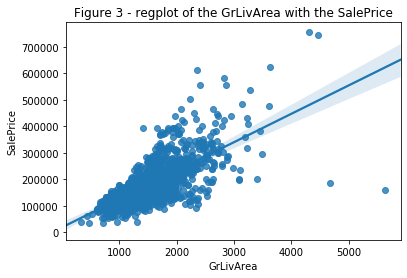 Figure 3 - regplot of the GrLivArea with the SalePrice
700000
600000
500000
400000
300000
200000
100000
0
SalePrice
1000 2000 3000 4000 5000
GrLivArea